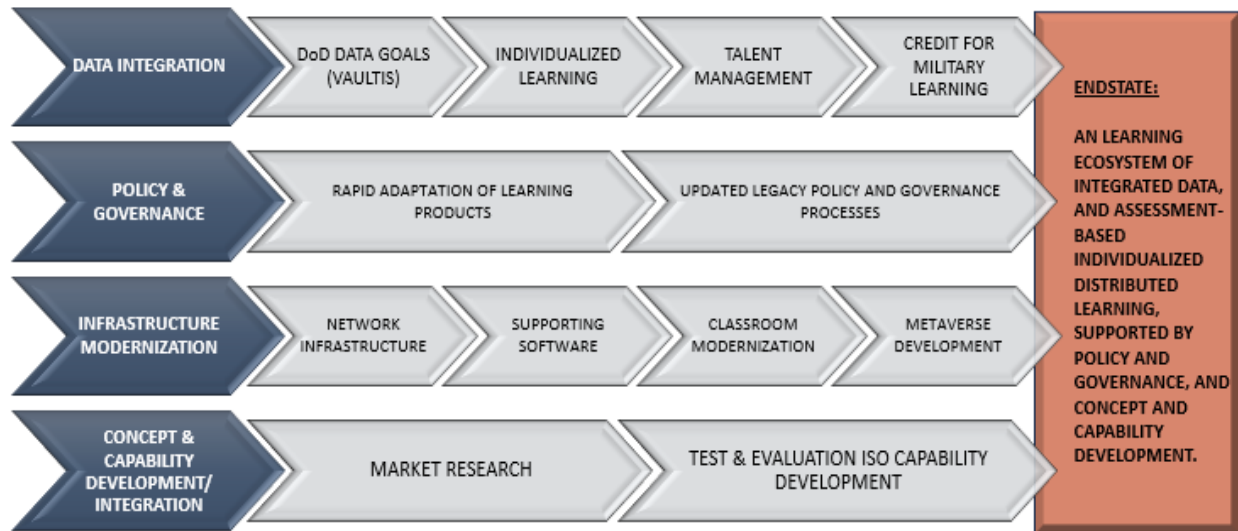 DATA INTEGRATION
DoD DATA GOALS
(VAULTIS)
INDIVIDUALIZED
LEARNING
TALENT
MANAGEMENT
CREDIT FOR
MILITARY
LEARNING
POLICY &
GOVERNANCE
RAPID ADAPTATION OF LEARNING
PRODUCTS
UPDATED LEGACY POLICY AND GOVERNANCE
PROCESSES
INFRASTRUCTURE
MODERNIZATION
NETWORK
INFRASTRUCTURE
SUPPORTING
SOFTWARE
CLASSROOM
MODERNIZATION
METAVERSE
DEVELOPMENT
CONCEPT &
CAPABILITY
DEVELOPMENT/
INTEGRATION
MARKET RESEARCH
TEST & EVALUATION ISO CAPABILITY
DEVELOPMENT
ENDSTATE:
AN LEARNING
ECOSYSTEM OF
INTEGRATED DATA,
AND ASSESSMENT-
BASED
INDIVIDUALIZED
DISTRIBUTED
LEARNING,
SUPPORTED BY
POLICY AND
GOVERNANCE, AND
CONCEPT AND
CAPABILITY
DEVELOPMENT.